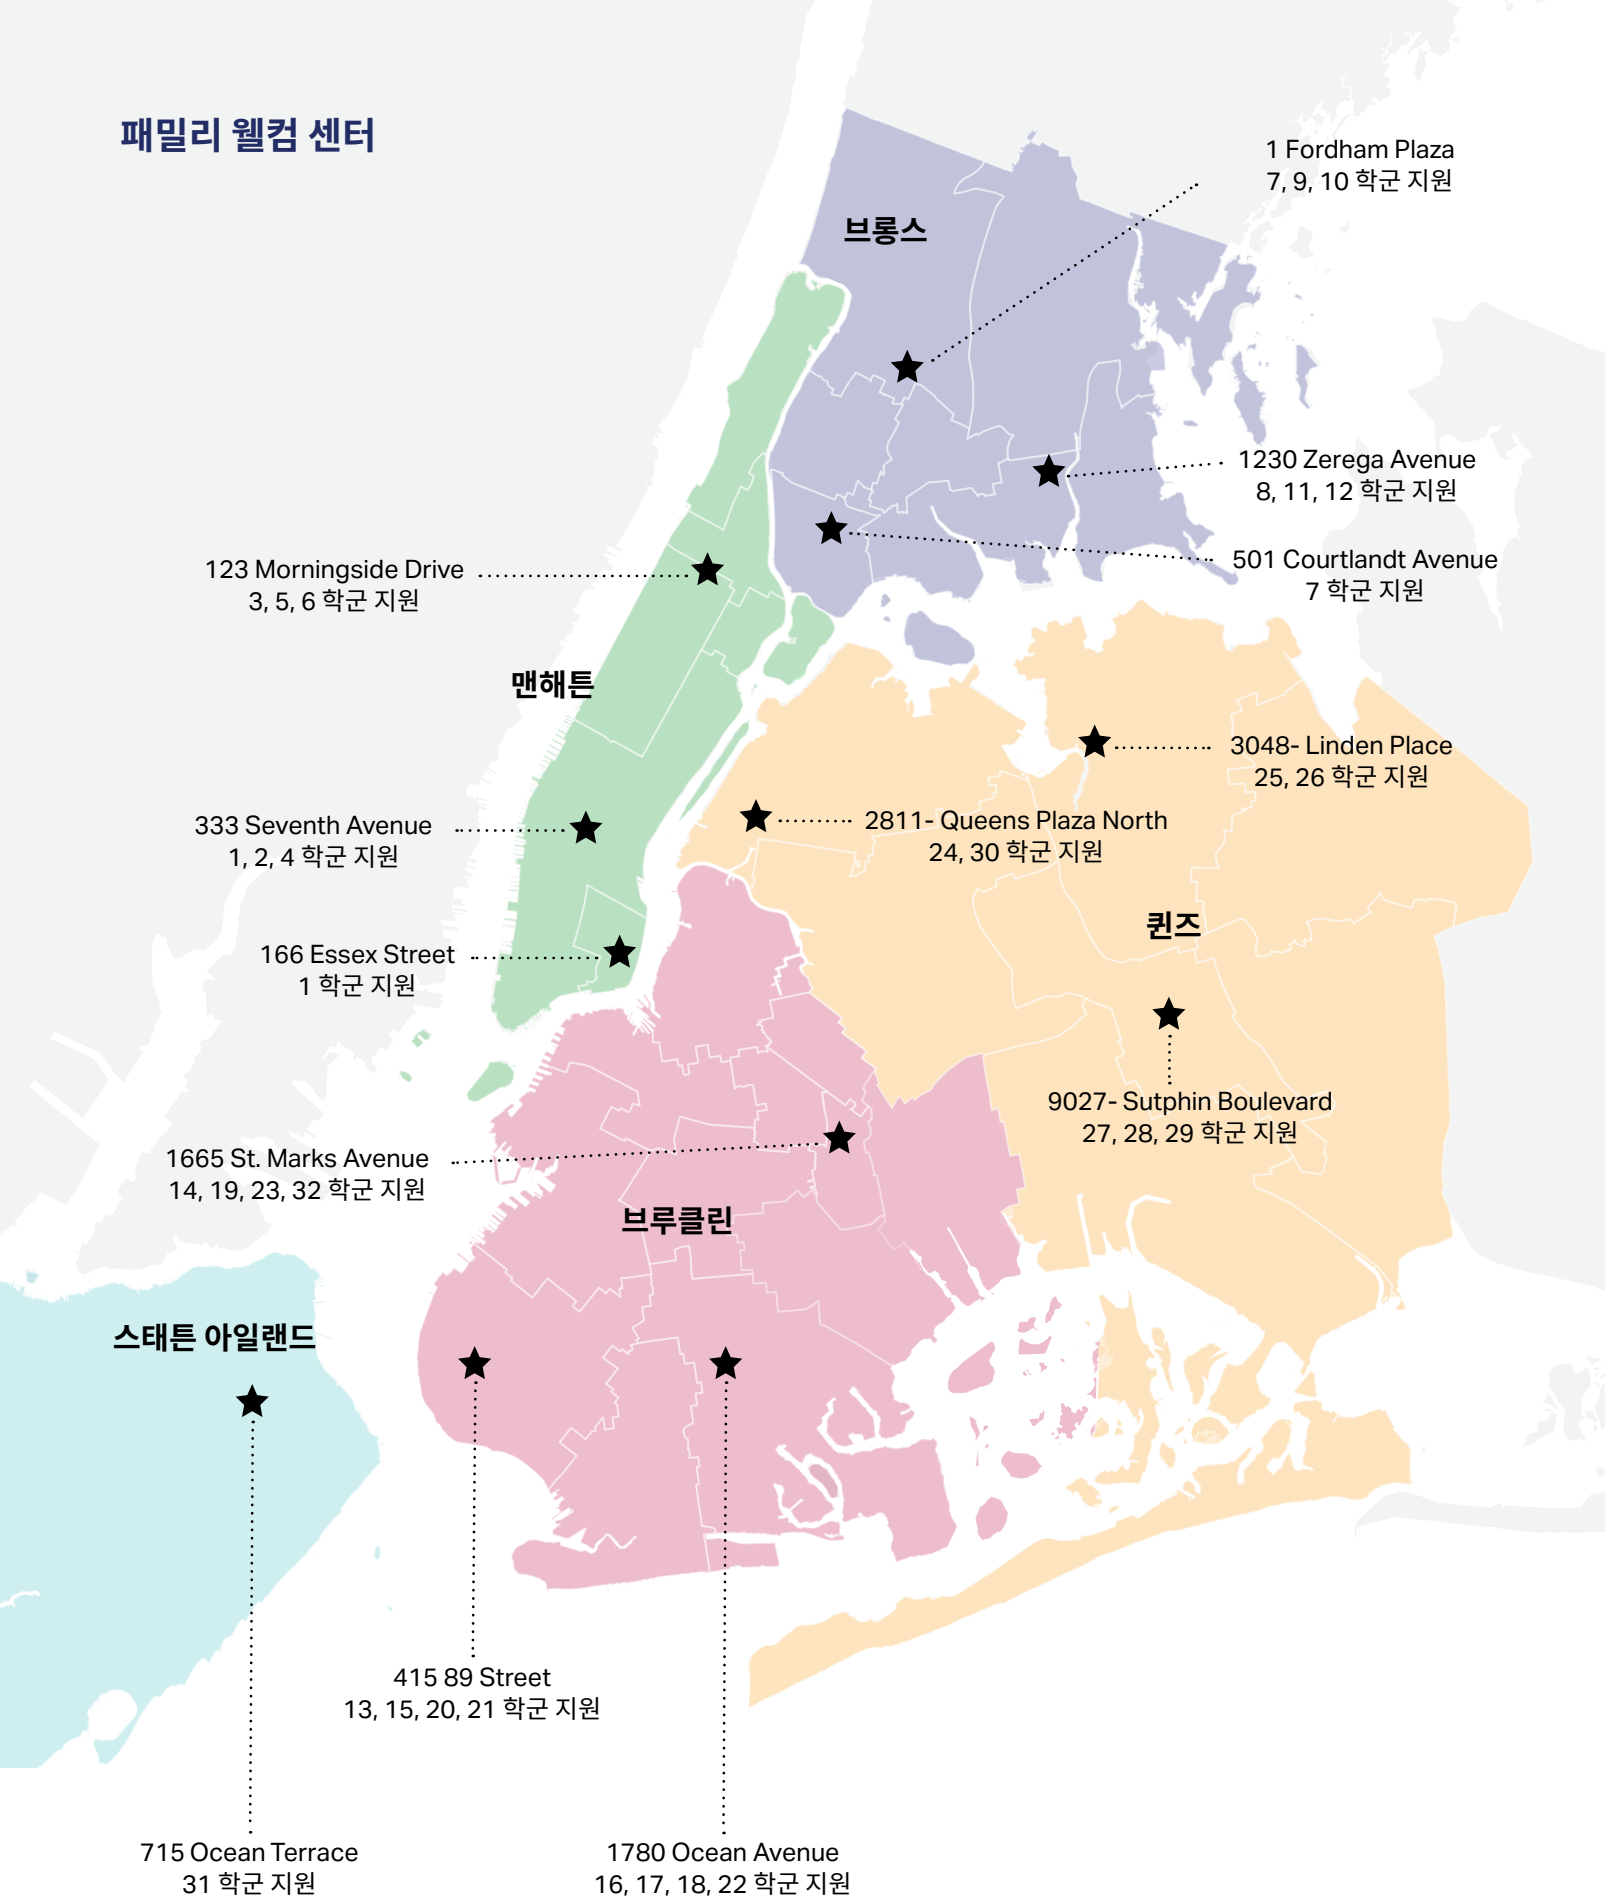 패밀리 웰컴 센터
1 Fordham Plaza
7, 9, 10 학군 지원
브롱스
1230 Zerega Avenue
8, 11, 12 학군 지원
501 Courtlandt Avenue
7 학군 지원
123 Morningside Drive
3, 5, 6 학군 지원
맨해튼
3048- Linden Place
25, 26 학군 지원
333 Seventh Avenue
1, 2, 4 학군 지원
2811- Queens Plaza North
24, 30 학군 지원
퀸즈
166 Essex Street
1 학군 지원
9027- Sutphin Boulevard
27, 28, 29 학군 지원
1665 St. Marks Avenue
14, 19, 23, 32 학군 지원
브루클린
스태튼 아일랜드
415 89 Street
13, 15, 20, 21 학군 지원
715 Ocean Terrace
31 학군 지원
1780 Ocean Avenue
16, 17, 18, 22 학군 지원